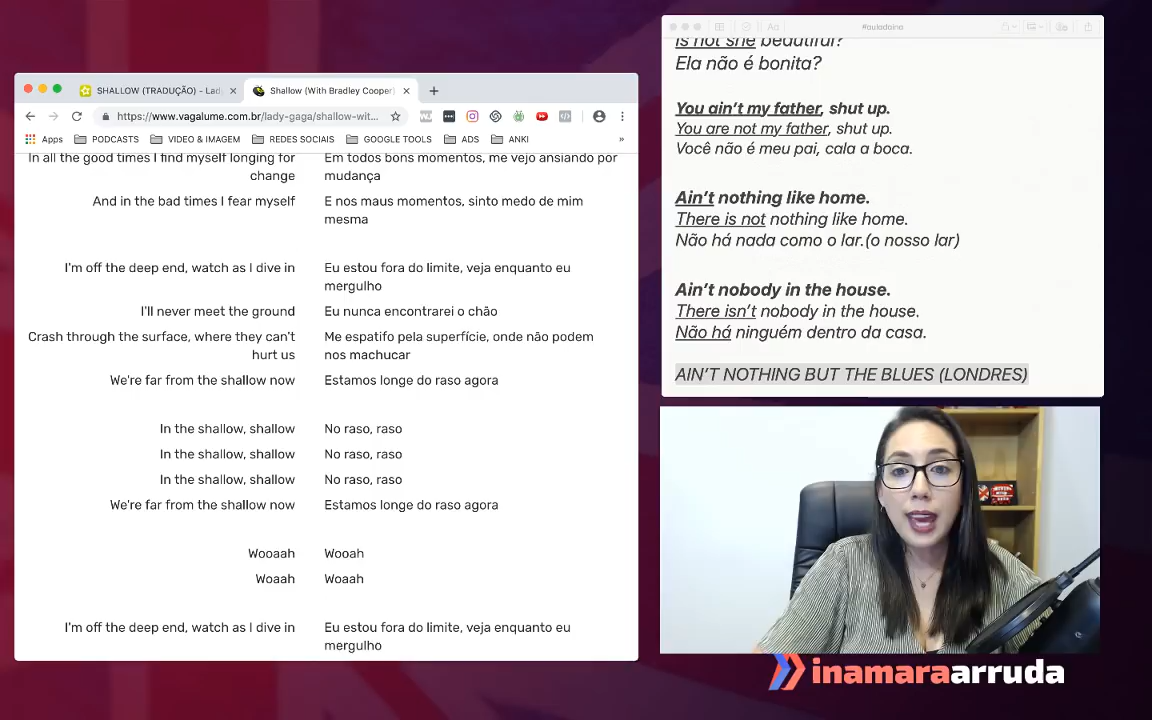 SHALLOW (TRADUÇÃO) - Lad
Shallow (With Bradley Cooper)
https://www.vagalume.com.br/lady-gaga/shallow-wit...
Apps
PODCASTS
VIDEO & IMAGEM
REDES SOCIAIS
GOOGLE TOOLS
ADS
ANKI
»
In all the good times I find myself longing for
change
Em todos bons momentos, me vejo ansiando por
mudança
And in the bad times I fear myself
E nos maus momentos, sinto medo de mim
mesma
I'm off the deep end, watch as I dive in
Eu estou fora do limite, veja enquanto eu
mergulho
I'll never meet the ground
Eu nunca encontrarei o chão
Crash through the surface, where they can't
hurt us
Me espatifo pela superfície, onde não podem
nos machucar
We're far from the shallow now
Estamos longe do raso agora
In the shallow, shallow
No raso, raso
In the shallow, shallow
No raso, raso
In the shallow, shallow
No raso, raso
We're far from the shallow now
Estamos longe do raso agora
Wooaah
Wooah
Woaah
Woaah
I'm off the deep end, watch as I dive in
Eu estou fora do limite, veja enquanto eu
mergulho
Aa
#auladaina
is not she beautiful?
Ela não é bonita?
You ain't my father, shut up.
You are not my father, shut up.
Você não é meu pai, cala a boca.
Ain't nothing like home.
There is not nothing like home.
Não há nada como o lar.(o nosso lar)
Ain't nobody in the house.
There isn't nobody in the house.
Não há ninguém dentro da casa.
AIN'T NOTHING BUT THE BLUES (LONDRES)
inamaraarruda